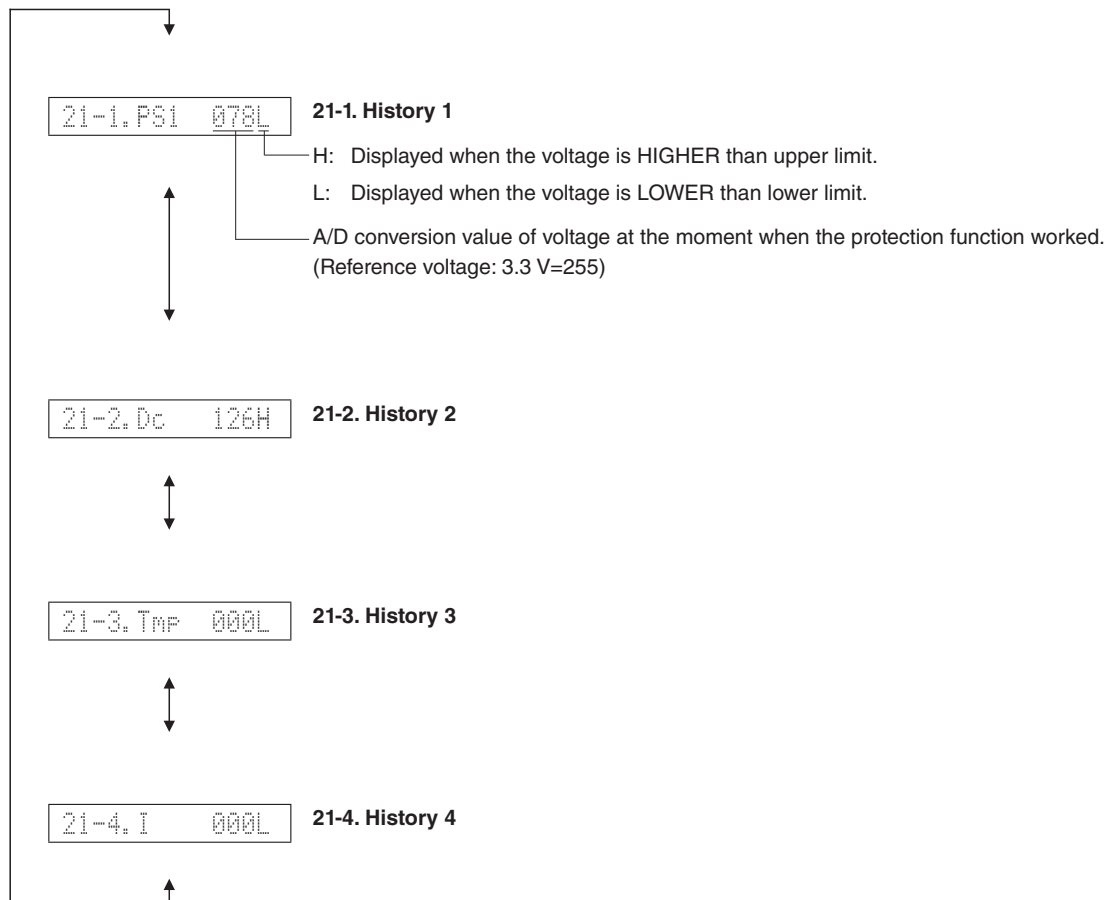 21-1.PS1 078L
21-1. History 1
H: Displayed when the voltage is HIGHER than upper limit.
L: Displayed when the voltage is LOWER than lower limit.
A/D conversion value of voltage at the moment when the protection function worked.
(Reference voltage: 3.3 V=255)
21-2.Dc 126H
21-2. History 2
21-3.Tmp 000L
21-3. History 3
21-4.I 000L
21-4. History 4